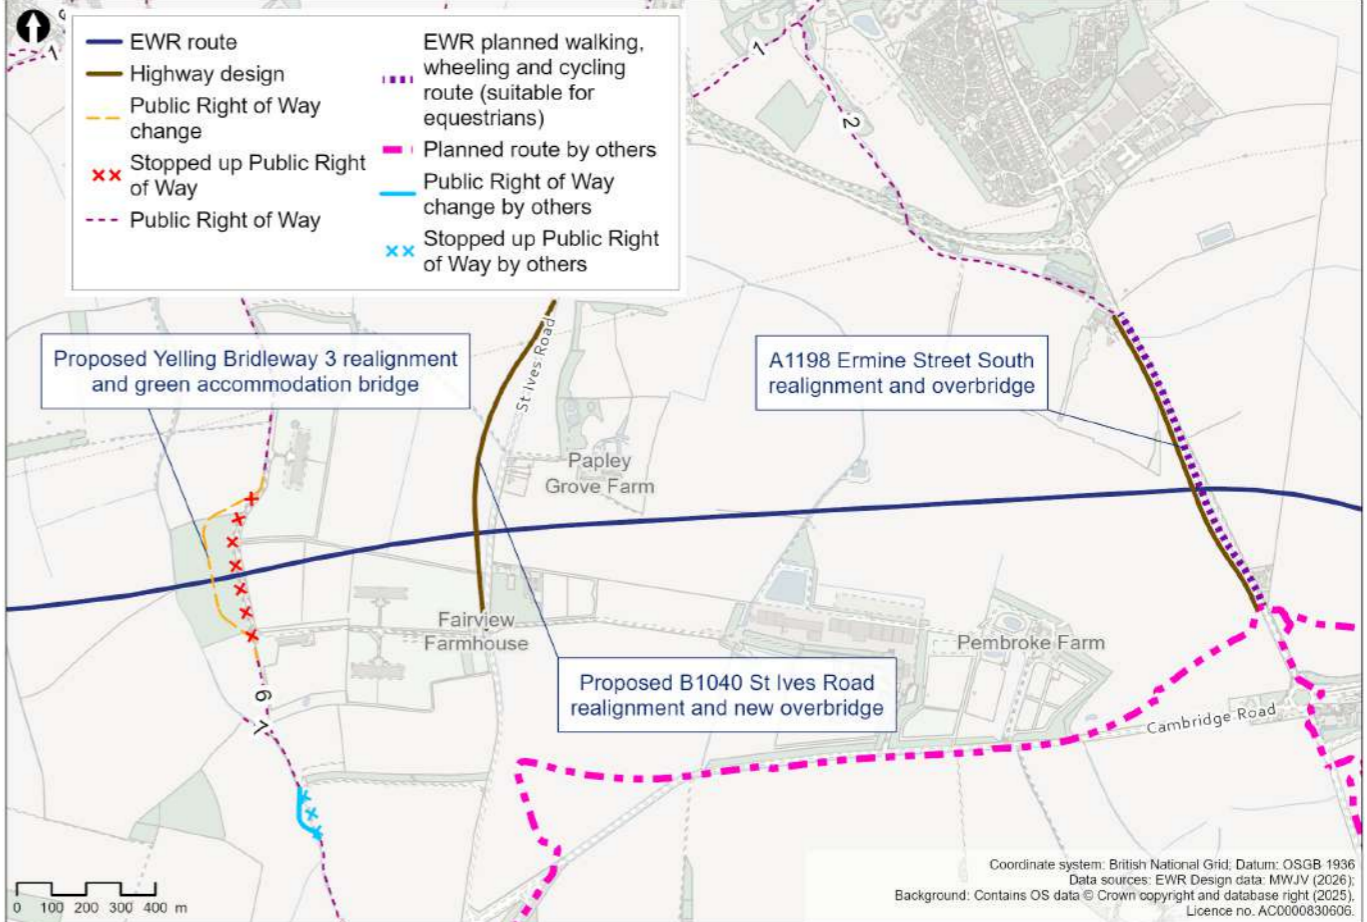 EWR route
Highway design
Public Right of Way
change
Stopped up Public Right
of Way
Public Right of Way
EWR planned walking,
wheeling and cycling
route (suitable for
equestrians)
Planned route by others
Public Right of Way
change by others
Stopped up Public Right
of Way by others
1
1
2
Proposed Yelling Bridleway 3 realignment
and green accommodation bridge
St Ives Road
A1198 Ermine Street South
realignment and overbridge
Papley
Grove Farm
Fairview
Farmhouse
Pembroke Farm
Proposed B1040 St Ives Road
realignment and new overbridge
6
7
Cambridge Road
0 100 200 300 400 m
Coordinate system: British National Grid; Datum: OSGB 1936
Data sources: EWR Design data: MWJV (2026);
Background: Contains OS data © Crown copyright and database right (2025),
Licence no. AC0000830606.